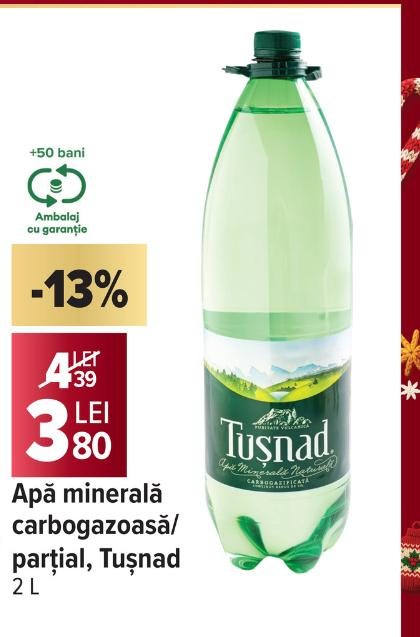 +50 bani
Ambalaj
cu garanție
-13%
4 LEI 39
3 LEI 80
PURITATE VULCANICĂ
Tușnad
Apă Minerală Naturală
CARBOGAZIFICATĂ
Apă minerală
carbogazoasă/
parțial, Tușnad
2 L